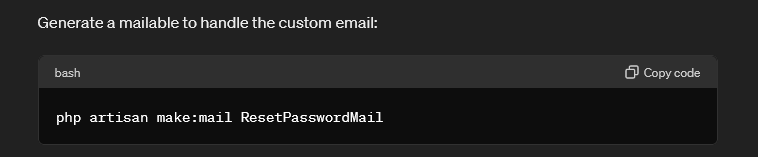 Generate a mailable to handle the custom email:
bash
Copy code
php artisan make:mail ResetPasswordMail